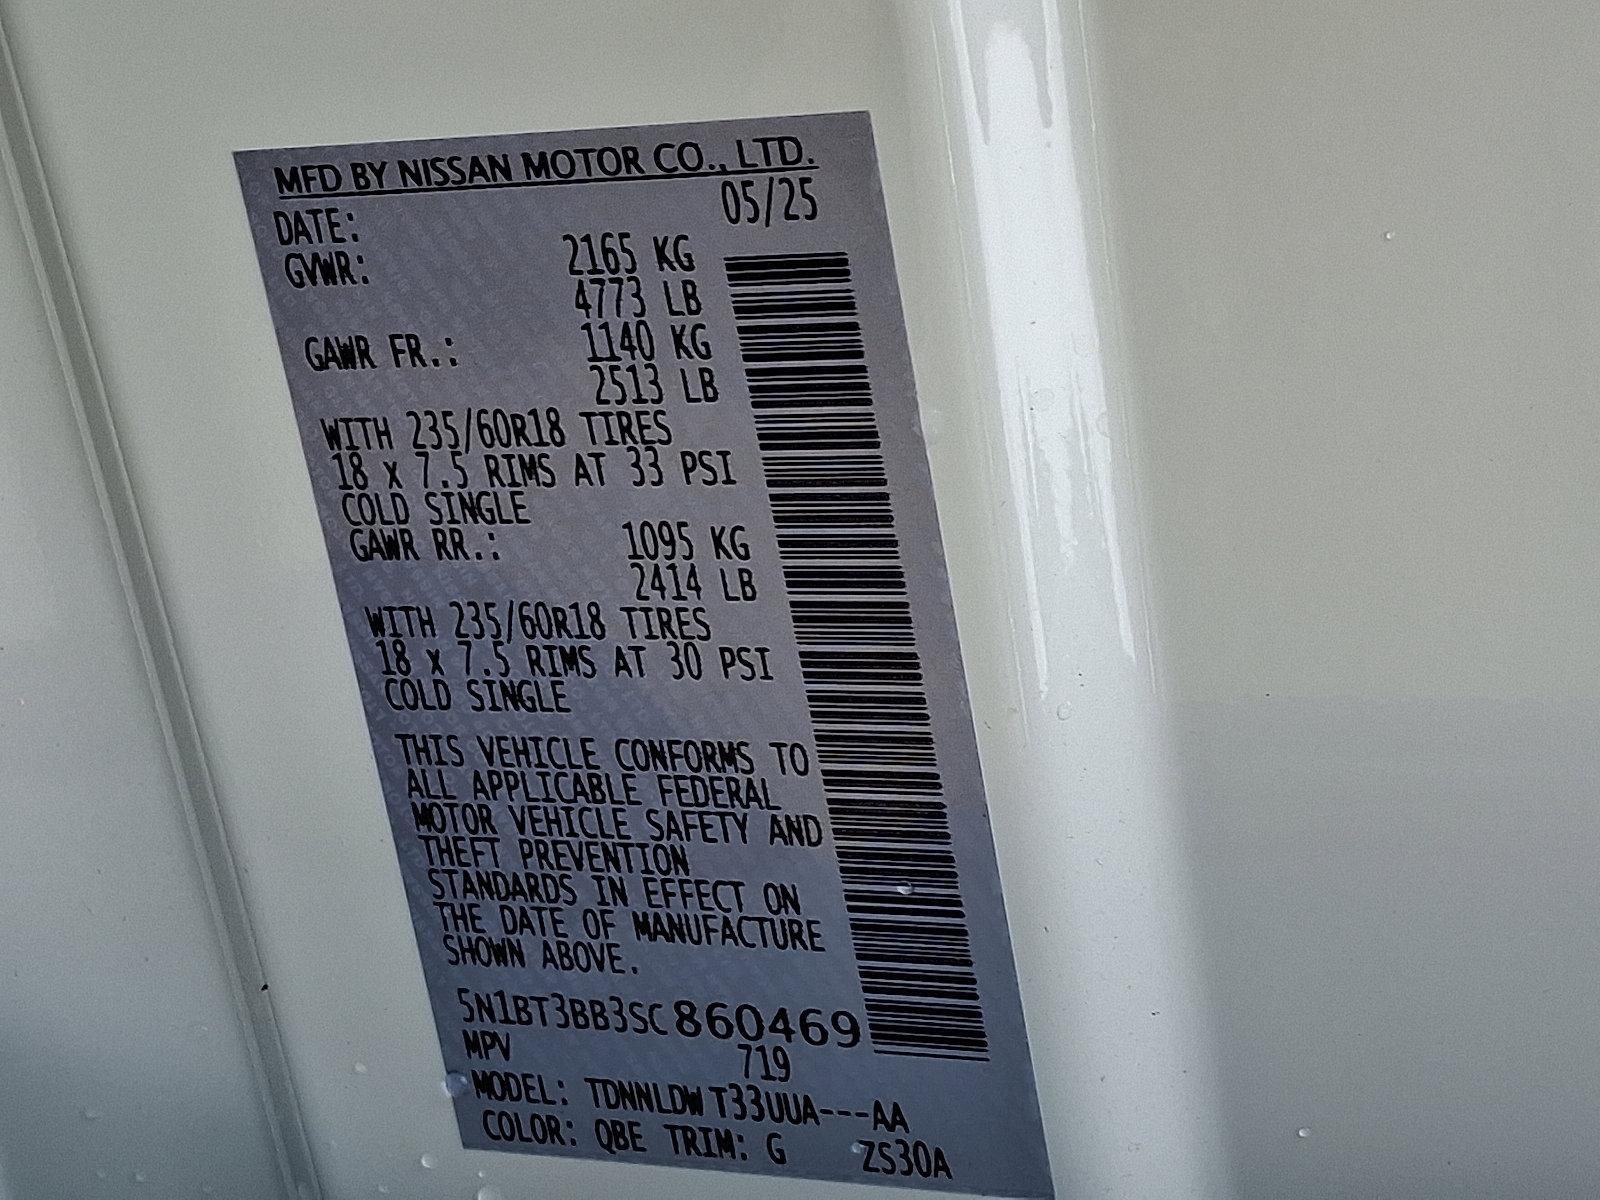 MFD BY NISSAN MOTOR CO., LTD.
DATE: 05/25
GVWR: 2165 KG
4773 LB
GAWR FR.: 1140 KG
2513 LB
WITH 235/60R18 TIRES
18 x 7.5 RIMS AT 33 PSI
COLD SINGLE
GAWR RR.: 1095 KG
2414 LB
WITH 235/60R18 TIRES
18 x 7.5 RIMS AT 30 PSI
COLD SINGLE
THIS VEHICLE CONFORMS TO
ALL APPLICABLE FEDERAL
MOTOR VEHICLE SAFETY AND
THEFT PREVENTION
STANDARDS IN EFFECT ON
THE DATE OF MANUFACTURE
SHOWN ABOVE.
5N1BT3BB3SC860469
MPV 719
MODEL: TDNNLDW T33UUA---AA
COLOR: QBE TRIM: G ZS30A